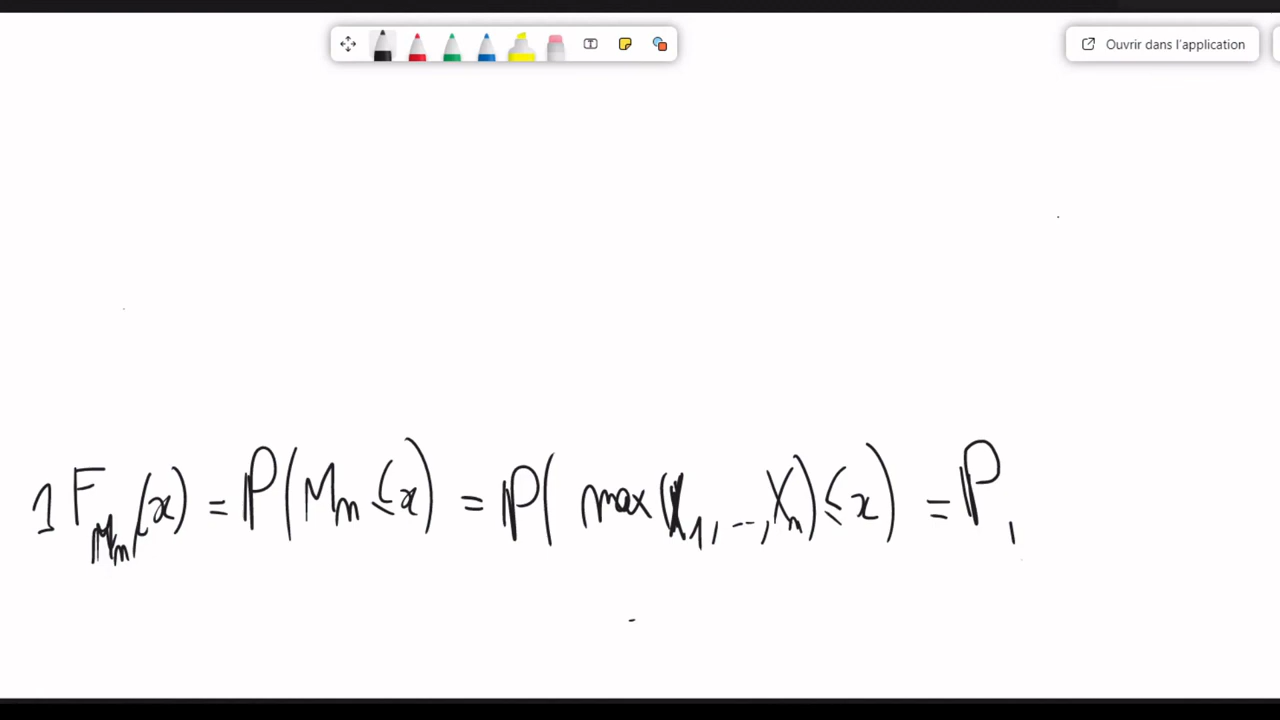 Ouvrir dans l'application
1 F_{M_n}(x) = ℙ(M_n ≤ x) = ℙ( max(X_1, ..., X_n) ≤ x) = ℙ